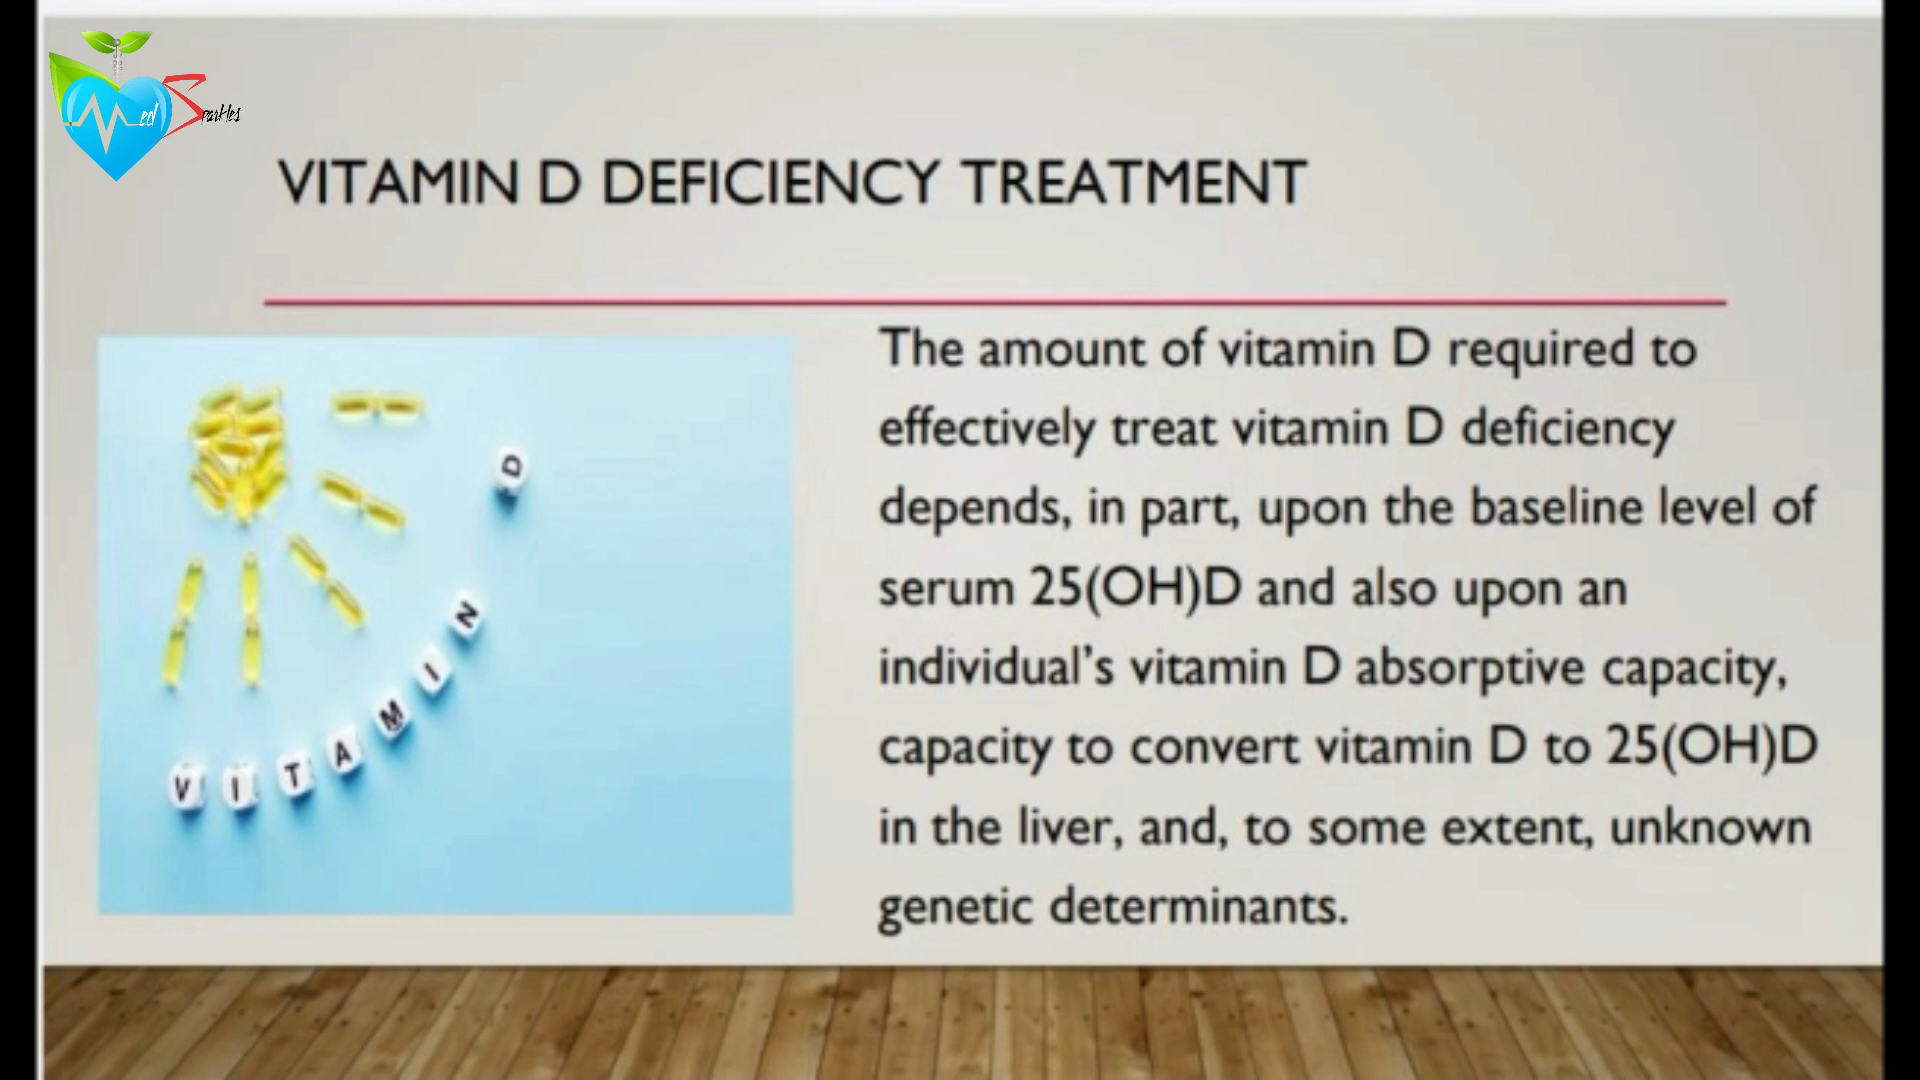 Med Sparkles
VITAMIN D DEFICIENCY TREATMENT
The amount of vitamin D required to
effectively treat vitamin D deficiency
depends, in part, upon the baseline level of
serum 25(OH)D and also upon an
individual's vitamin D absorptive capacity,
capacity to convert vitamin D to 25(OH)D
in the liver, and, to some extent, unknown
genetic determinants.
VITAMIN D